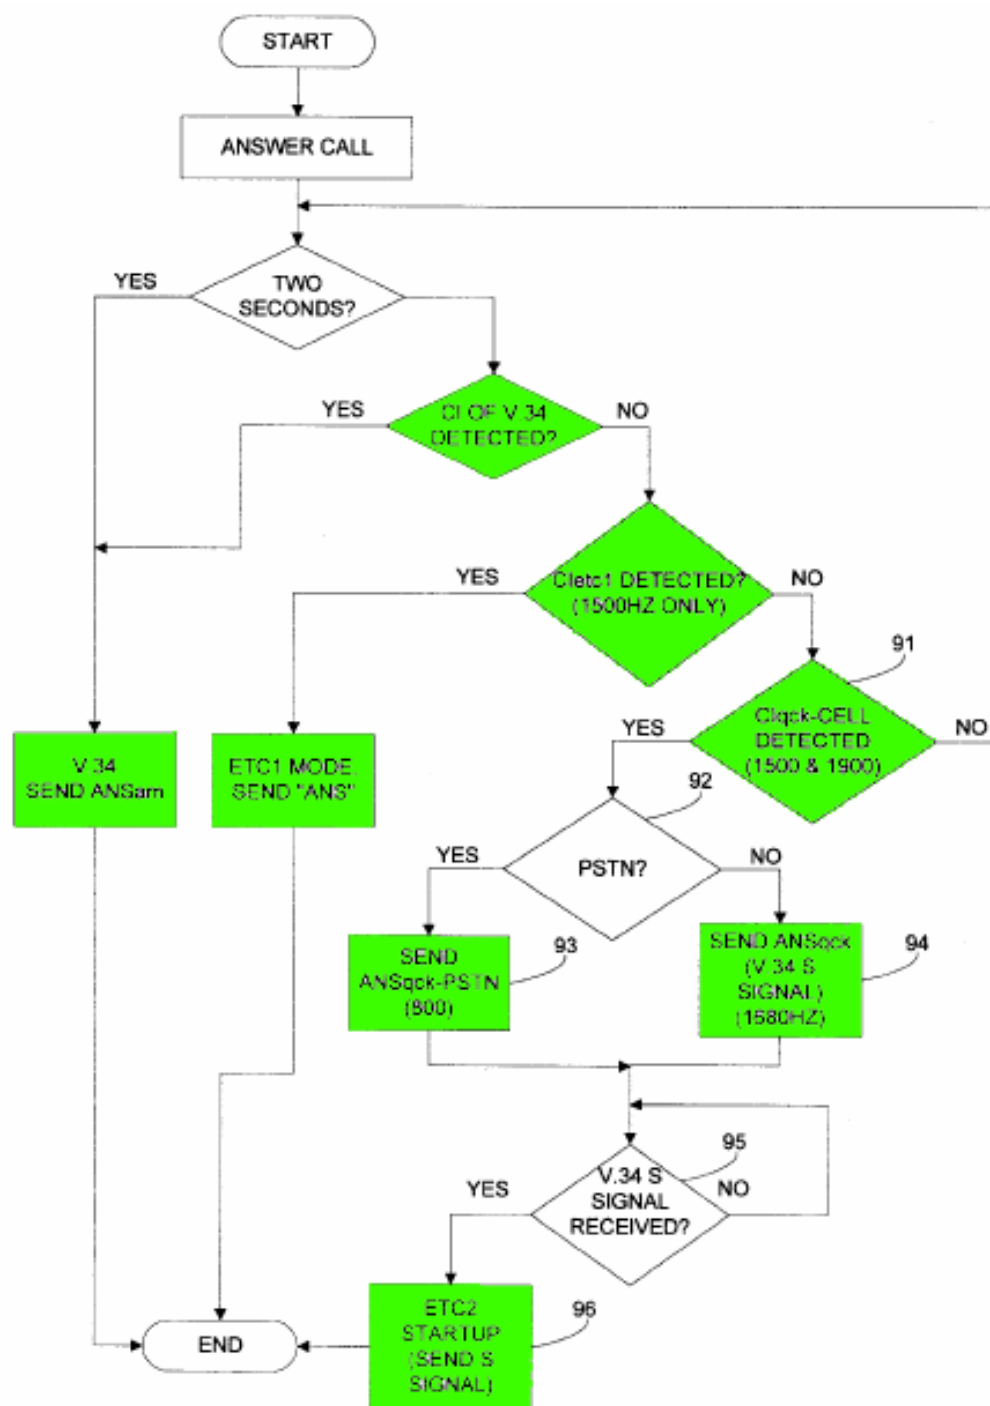 START
ANSWER CALL
YES
TWO
SECONDS?
YES
CI OF V.34
DETECTED?
NO
YES
CIetc1 DETECTED?
(1500HZ ONLY)
NO
91
YES
CIqck-CELL
DETECTED
(1500 & 1900)
NO
V.34
SEND ANSam
ETC1 MODE.
SEND "ANS"
92
YES
PSTN?
NO
SEND
ANSqck-PSTN
(800)
93
SEND ANSqck
(V.34 S
SIGNAL)
(1680HZ)
94
95
YES
V.34 S
SIGNAL
RECEIVED?
NO
ETC2
STARTUP
(SEND S
SIGNAL)
96
END